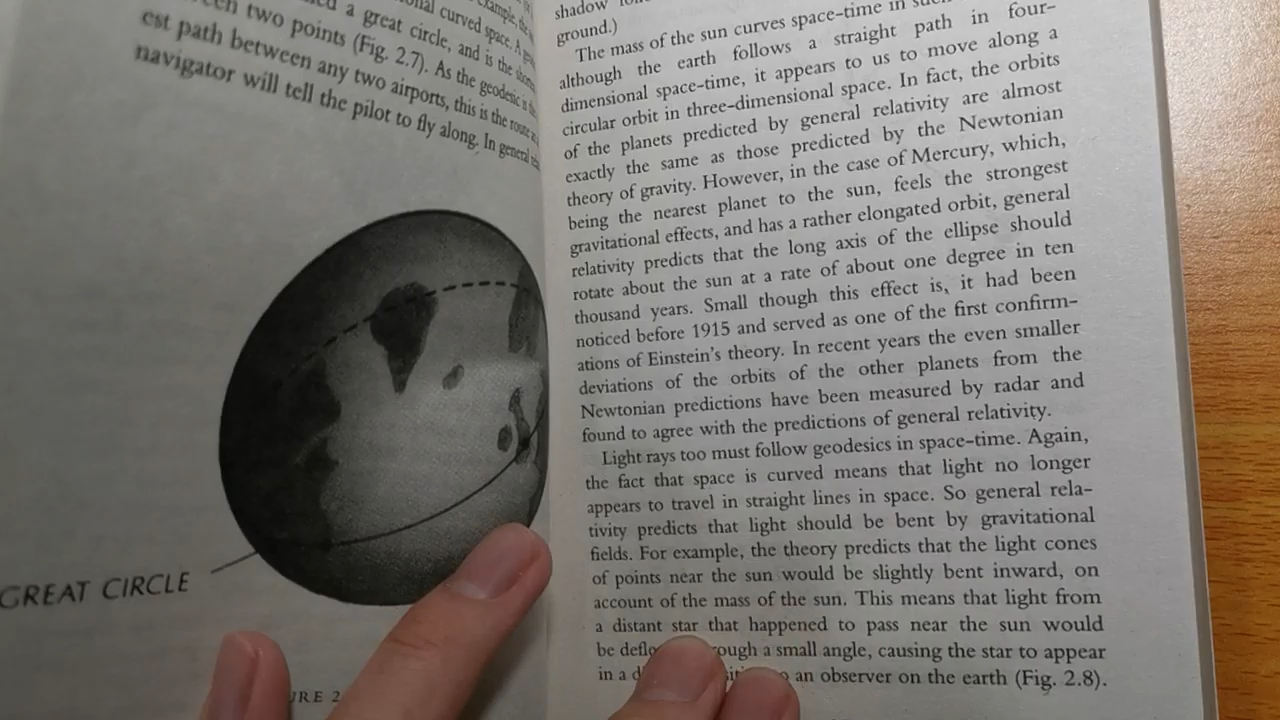 a great circle, and is the
two points (Fig. 2.7). As the geodesic is the
est path between any two airports, this is the route
navigator will tell the pilot to fly along. In general
GREAT CIRCLE
shadow
ground.)
The mass of the sun curves space-time in
although the earth follows a straight path in four-
dimensional space-time, it appears to us to move along a
circular orbit in three-dimensional space. In fact, the orbits
of the planets predicted by general relativity are almost
exactly the same as those predicted by the Newtonian
theory of gravity. However, in the case of Mercury, which,
being the nearest planet to the sun, feels the strongest
gravitational effects, and has a rather elongated orbit, general
relativity predicts that the long axis of the ellipse should
rotate about the sun at a rate of about one degree in ten
thousand years. Small though this effect is, it had been
noticed before 1915 and served as one of the first confirm-
ations of Einstein's theory. In recent years the even smaller
deviations of the orbits of the other planets from the
Newtonian predictions have been measured by radar and
found to agree with the predictions of general relativity.
Light rays too must follow geodesics in space-time. Again,
the fact that space is curved means that light no longer
appears to travel in straight lines in space. So general rela-
tivity predicts that light should be bent by gravitational
fields. For example, the theory predicts that the light cones
of points near the sun would be slightly bent inward, on
account of the mass of the sun. This means that light from
a distant star that happened to pass near the sun would
be a small angle, causing the star to appear
in a an observer on the earth (Fig. 2.8).